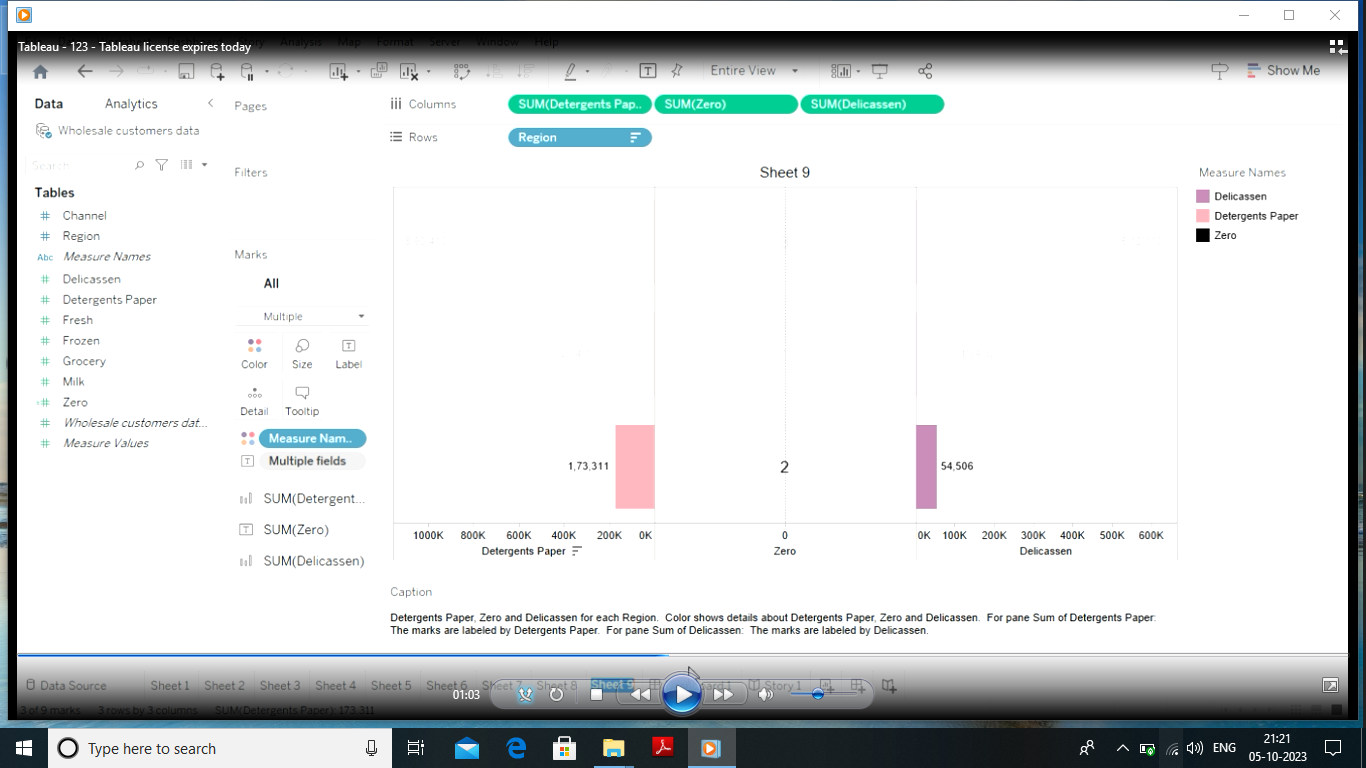 Tableau - 123 - Tableau license expires today
Analysis Map Format Server Window Help
Entire View
Show Me
Data Analytics
Pages
Columns
SUM(Detergents Pap.. SUM(Zero) SUM(Delicassen)
Wholesale customers data
Rows
Region
Search
Filters
Sheet 9
Measure Names
Delicassen
Detergents Paper
Zero
Tables
Channel
Region
Abc Measure Names
Delicassen
Detergents Paper
Fresh
Frozen
Grocery
Milk
Zero
Wholesale customers dat...
Measure Values
Marks
All
Multiple
Color Size Label
Detail Tooltip
Measure Nam..
Multiple fields
SUM(Detergent...
SUM(Zero)
SUM(Delicassen)
1,73,311 2 54,506
1000K 800K 600K 400K 200K 0K 0 0K 100K 200K 300K 400K 500K 600K
Detergents Paper Zero Delicassen
Caption
Detergents Paper, Zero and Delicassen for each Region. Color shows details about Detergents Paper, Zero and Delicassen. For pane Sum of Detergents Paper:
The marks are labeled by Detergents Paper. For pane Sum of Delicassen: The marks are labeled by Delicassen.
Data Source Sheet 1 Sheet 2 Sheet 3 Sheet 4 Sheet 5 Sheet 6 Sheet 7 Sheet 8 Sheet 9 Story 1
01:03
3 of 9 marks 3 rows by 3 columns SUM(Detergents Paper): 173,311
Type here to search
ENG
21:21
05-10-2023